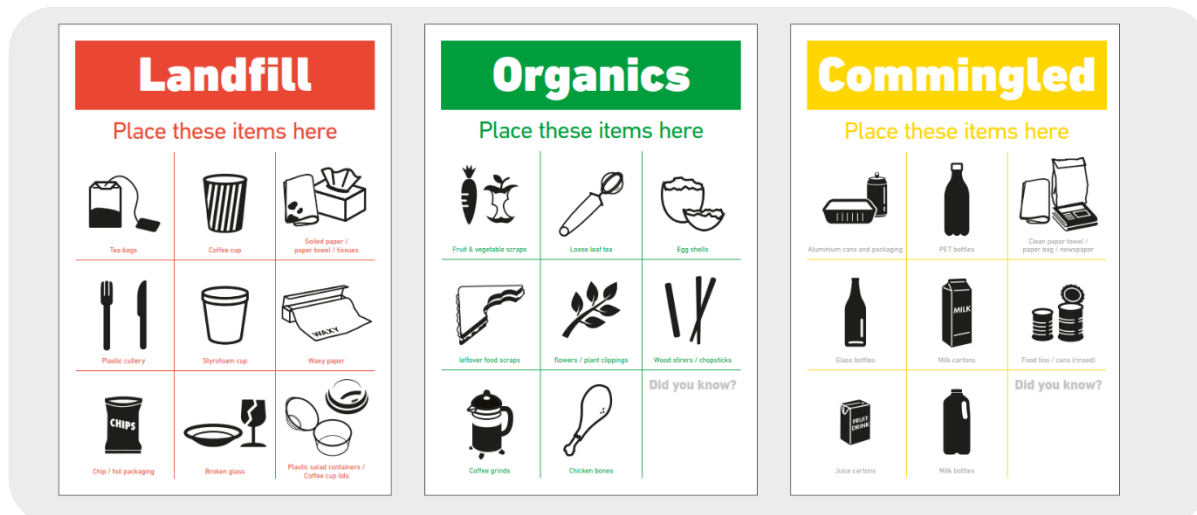 Landfill
Place these items here
Tea bags
Coffee cup
Soiled paper /
paper towel / tissues
Plastic cutlery
Styrofoam cup
WAXY
Waxy paper
CHIPS
Chip / foil packaging
Broken glass
Plastic salad containers /
Coffee cup lids
Organics
Place these items here
Fruit & vegetable scraps
Loose leaf tea
Egg shells
leftover food scraps
flowers / plant clippings
Wood stirers / chopsticks
Coffee grinds
Chicken bones
Did you know?
Commingled
Place these items here
Aluminium cans and packaging
PET bottles
Clean paper towel /
paper bag / newspaper
Glass bottles
MILK
Milk cartons
Food tins / cans (rinsed)
FRUIT
DRINK
Juice cartons
Milk bottles
Did you know?